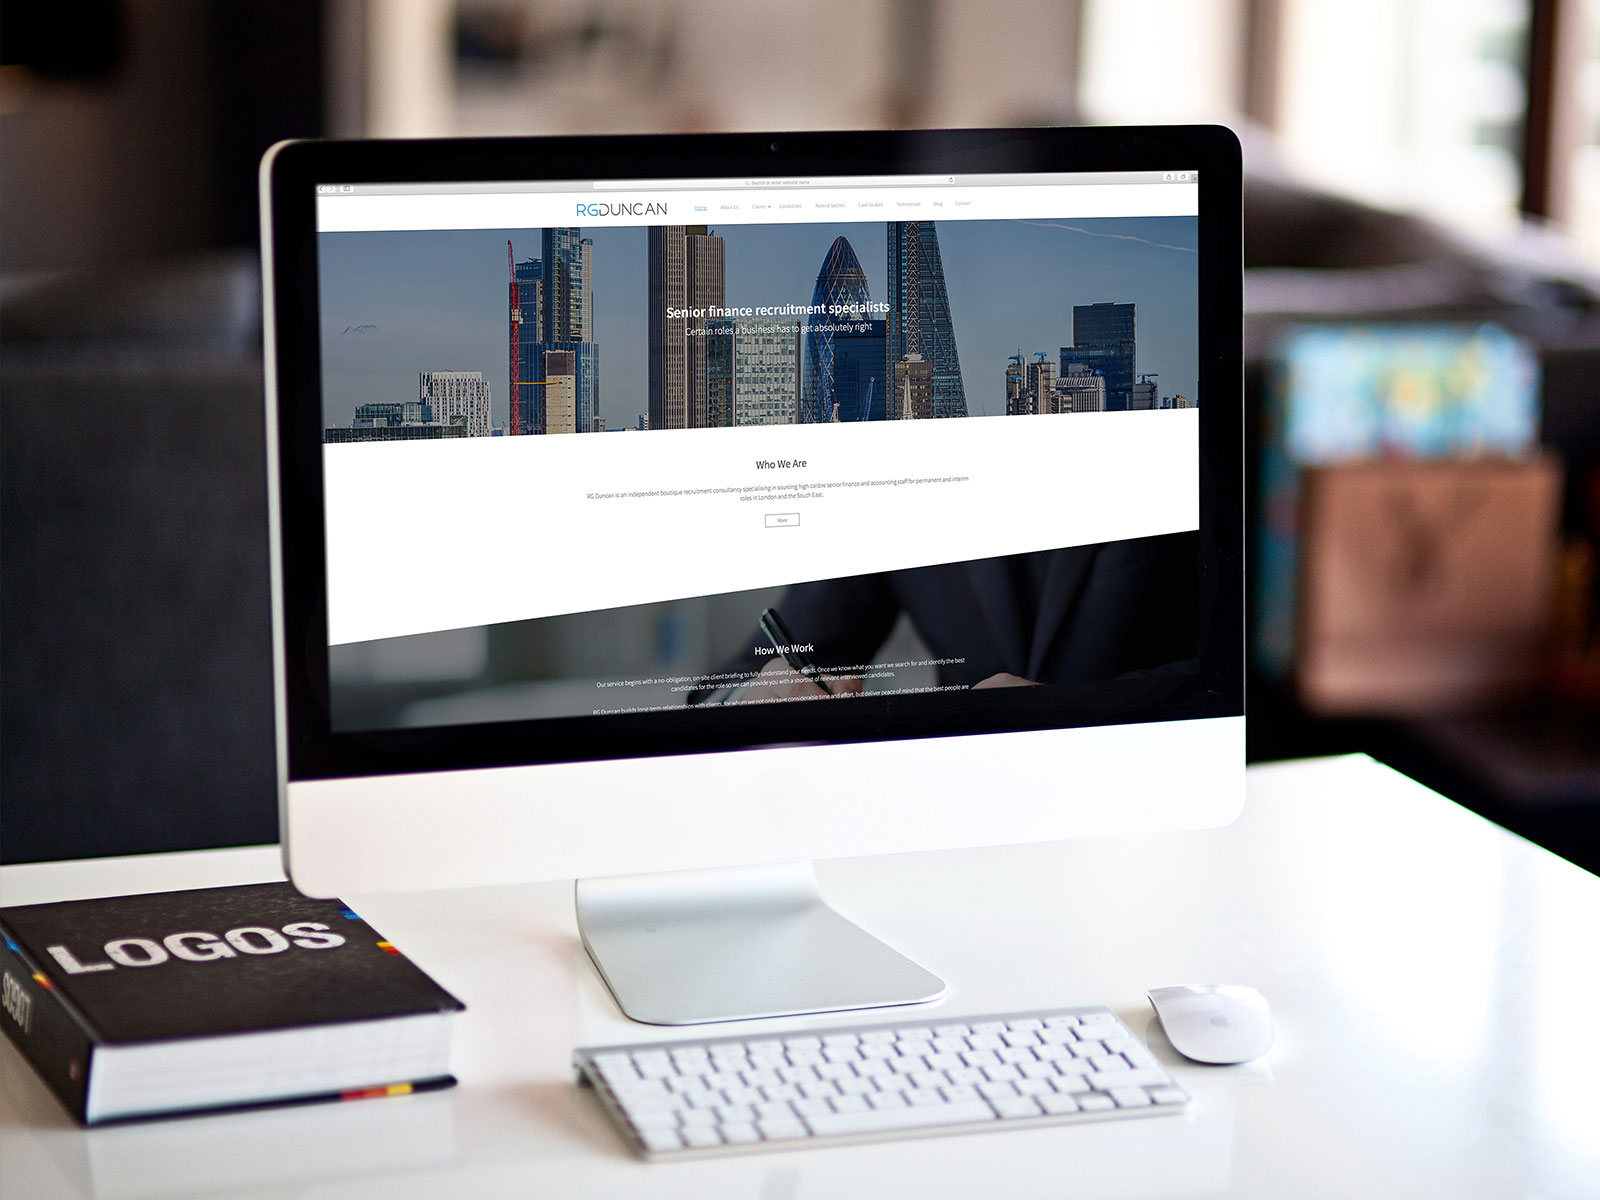 Search or enter website name
RGDUNCAN
Home About Us Clients Candidates Roles & Sectors Case Studies Testimonials Blog Contact
Senior finance recruitment specialists
Certain roles a business has to get absolutely right
Who We Are
RG Duncan is an independent boutique recruitment consultancy specialising in sourcing high calibre senior finance and accounting staff for permanent and interim
roles in London and the South East.
More
How We Work
Our service begins with a no-obligation, on-site client briefing to fully understand your needs. Once we know what you want we search for and identify the best
candidates for the role so we can provide you with a shortlist of relevant interviewed candidates.
RG Duncan builds long-term relationships with clients, for whom we not only save considerable time and effort, but deliver peace of mind that the best people are
LOGOS
LOGOS